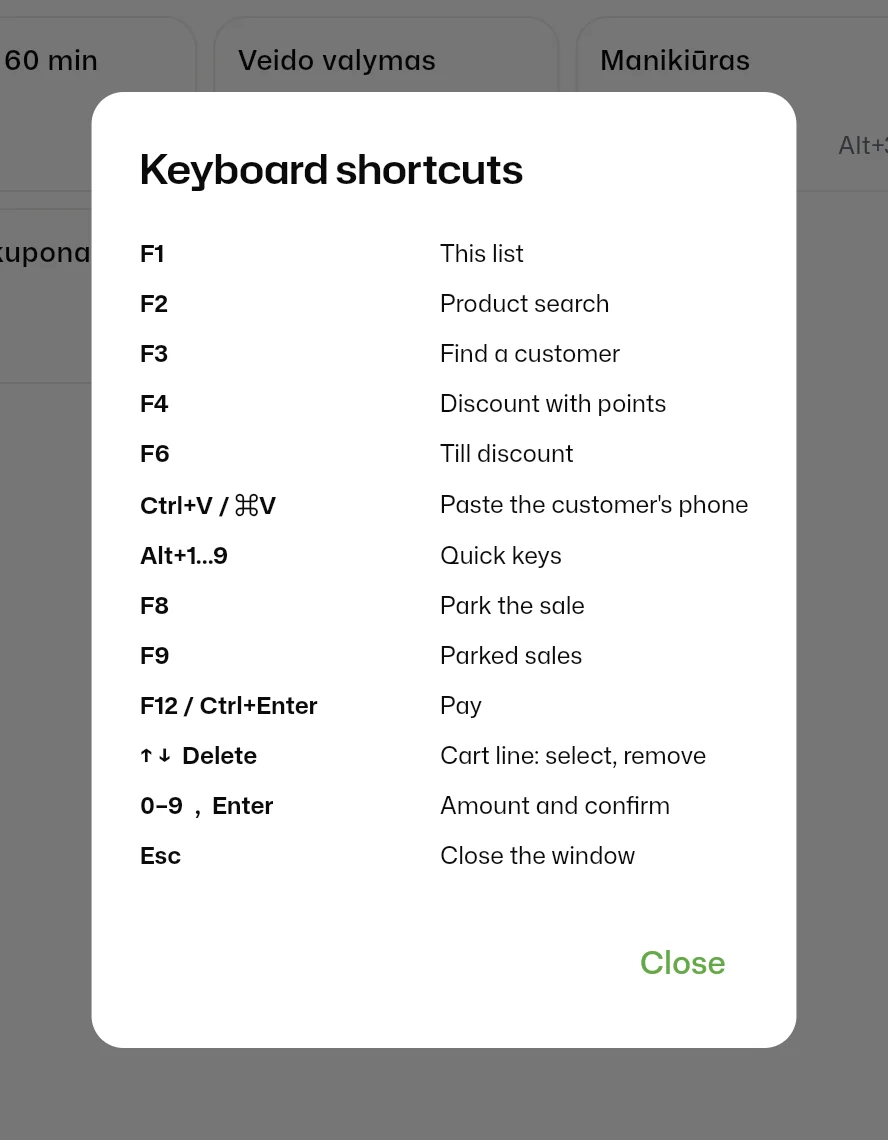 60 min
Veido valymas
Manikiūras
Alt+3
kupona
Keyboard shortcuts
F1 This list
F2 Product search
F3 Find a customer
F4 Discount with points
F6 Till discount
Ctrl+V / ⌘V Paste the customer's phone
Alt+1...9 Quick keys
F8 Park the sale
F9 Parked sales
F12 / Ctrl+Enter Pay
↑ ↓ Delete Cart line: select, remove
0–9 , Enter Amount and confirm
Esc Close the window
Close